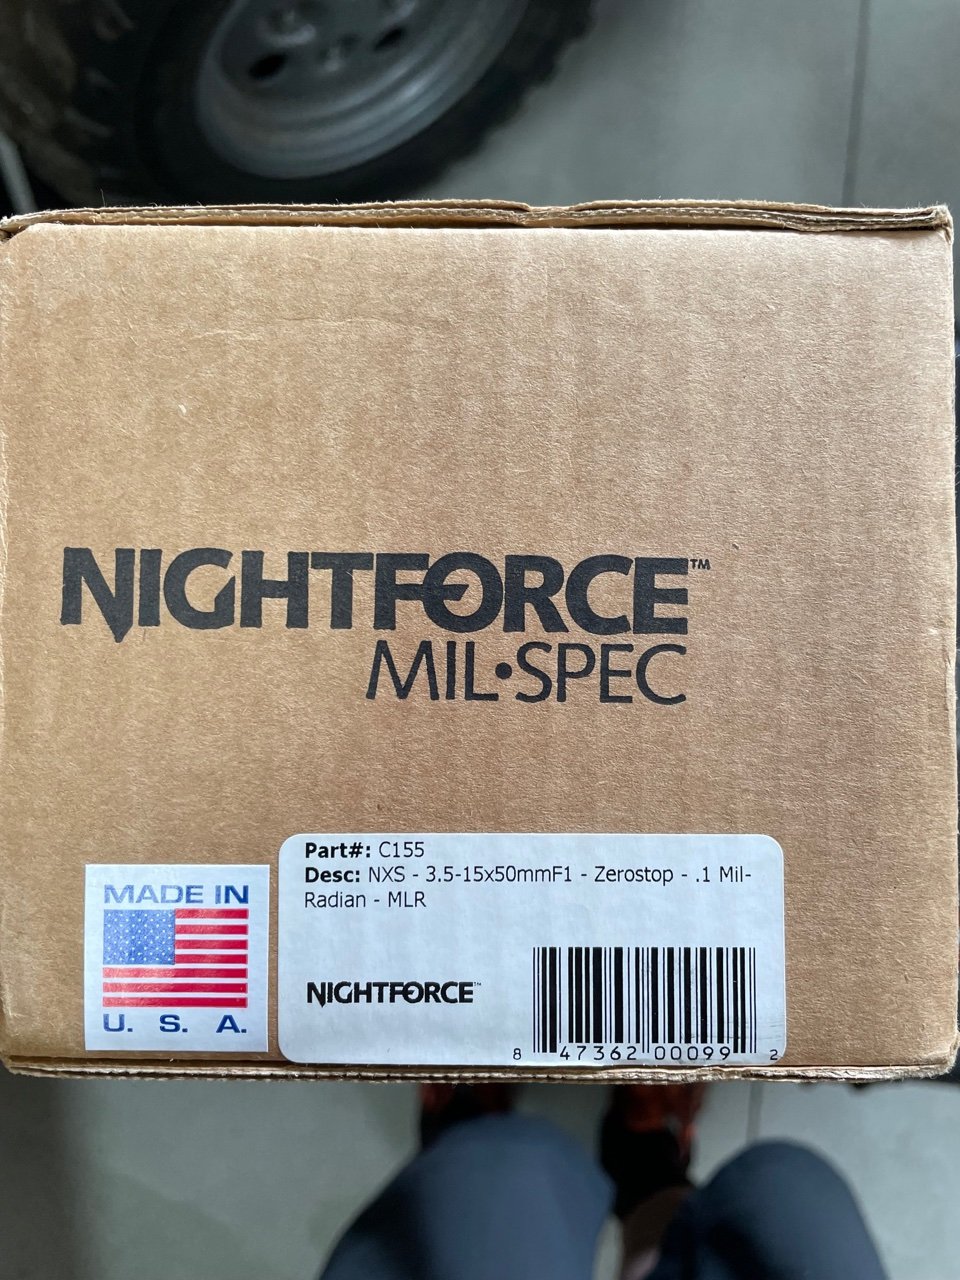 NIGHTFORCE™
MIL•SPEC
Part#: C155
Desc: NXS - 3.5-15x50mmF1 - Zerostop - .1 Mil-
Radian - MLR
MADE IN
U. S. A.
NIGHTFORCE™
8 47362 00099 2